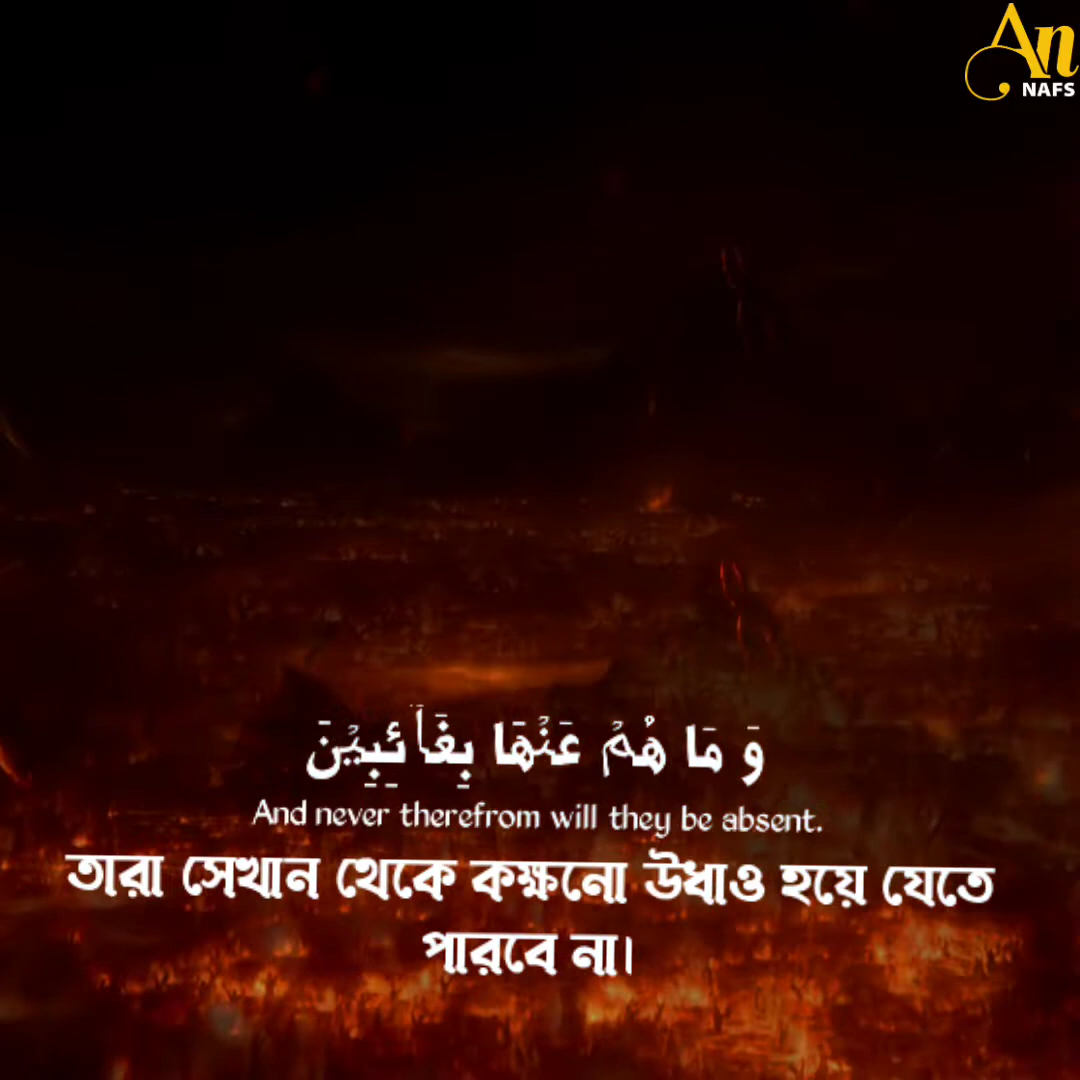 An
NAFS
وَ مَا هُمْ عَنْهَا بِغَآئِبِيْنَ
And never therefrom will they be absent.
তারা সেখান থেকে কক্ষনো উধাও হয়ে যেতে
পারবে না।